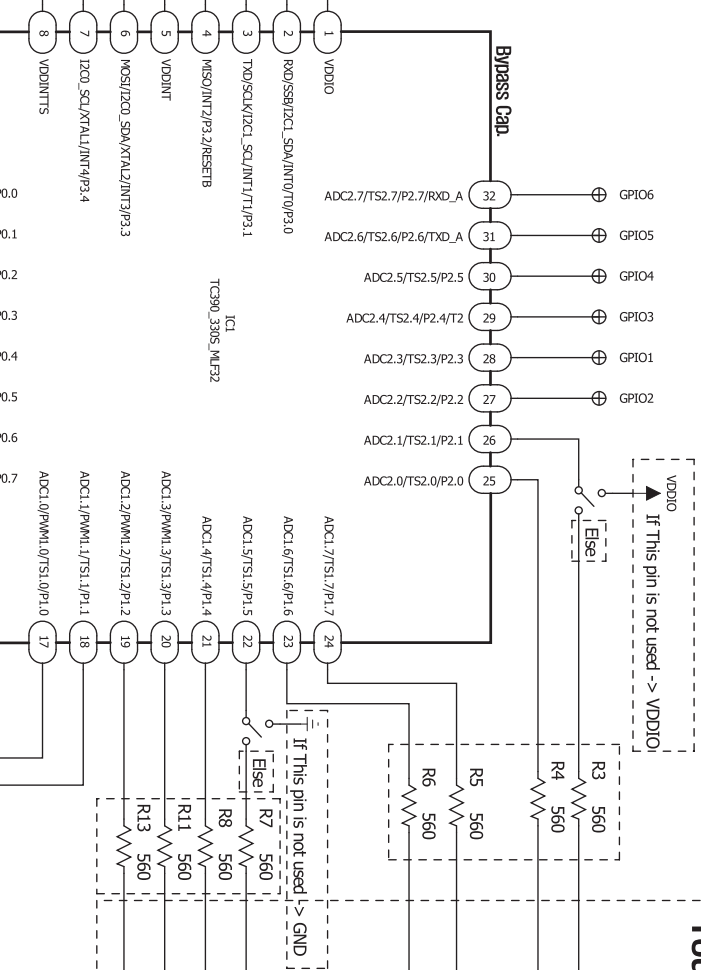 8
7
6
5
4
3
2
1
VDDINTTS
I2C0_SCL/XTAL1/INT4/P3.4
MOSI/I2C0_SDA/XTAL2/INT3/P3.3
VDDINT
MISO/INT2/P3.2/RESETB
TXD/SCLK/I2C1_SCL/INT1/T1/P3.1
RXD/SSB/I2C1_SDA/INT0/T0/P3.0
VDDIO
Bypass Cap.
ADC2.7/TS2.7/P2.7/RXD_A 32 GPIO6
ADC2.6/TS2.6/P2.6/TXD_A 31 GPIO5
ADC2.5/TS2.5/P2.5 30 GPIO4
ADC2.4/TS2.4/P2.4/T2 29 GPIO3
ADC2.3/TS2.3/P2.3 28 GPIO1
ADC2.2/TS2.2/P2.2 27 GPIO2
ADC2.1/TS2.1/P2.1 26
ADC2.0/TS2.0/P2.0 25
P0.0
P0.1
P0.2
P0.3
P0.4
P0.5
P0.6
P0.7
IC1
TC390_330S_MLF32
VDDIO
If This pin is not used -> VDDIO
Else
ADC1.0/PWM1.0/TS1.0/P1.0
ADC1.1/PWM1.1/TS1.1/P1.1
ADC1.2/PWM1.2/TS1.2/P1.2
ADC1.3/PWM1.3/TS1.3/P1.3
ADC1.4/TS1.4/P1.4
ADC1.5/TS1.5/P1.5
ADC1.6/TS1.6/P1.6
ADC1.7/TS1.7/P1.7
17
18
19
20
21
22
23
24
Else
If This pin is not used -> GND
R3 560
R4 560
R5 560
R6 560
R7 560
R8 560
R11 560
R13 560